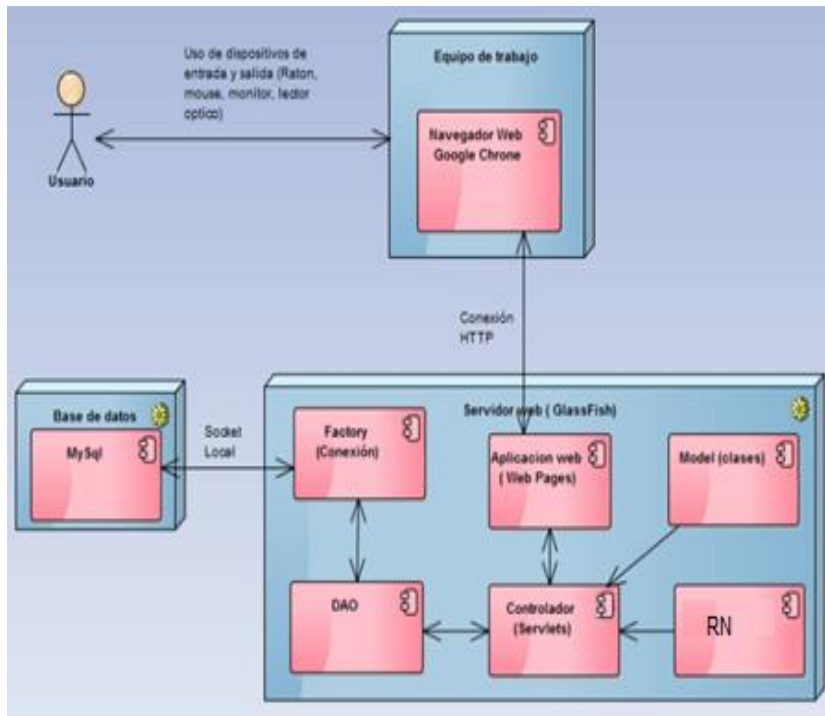 Uso de dispositivos de
entrada y salida (Raton,
mouse, monitor, lector
optico)
Usuario
Equipo de trabajo
Navegador Web
Google Chrone
Conexión
HTTP
Base de datos
MySql
Socket
Local
Servidor web ( GlassFish)
Factory
(Conexión)
Aplicacion web
( Web Pages)
Model (clases)
DAO
Controlador
(Servlets)
RN